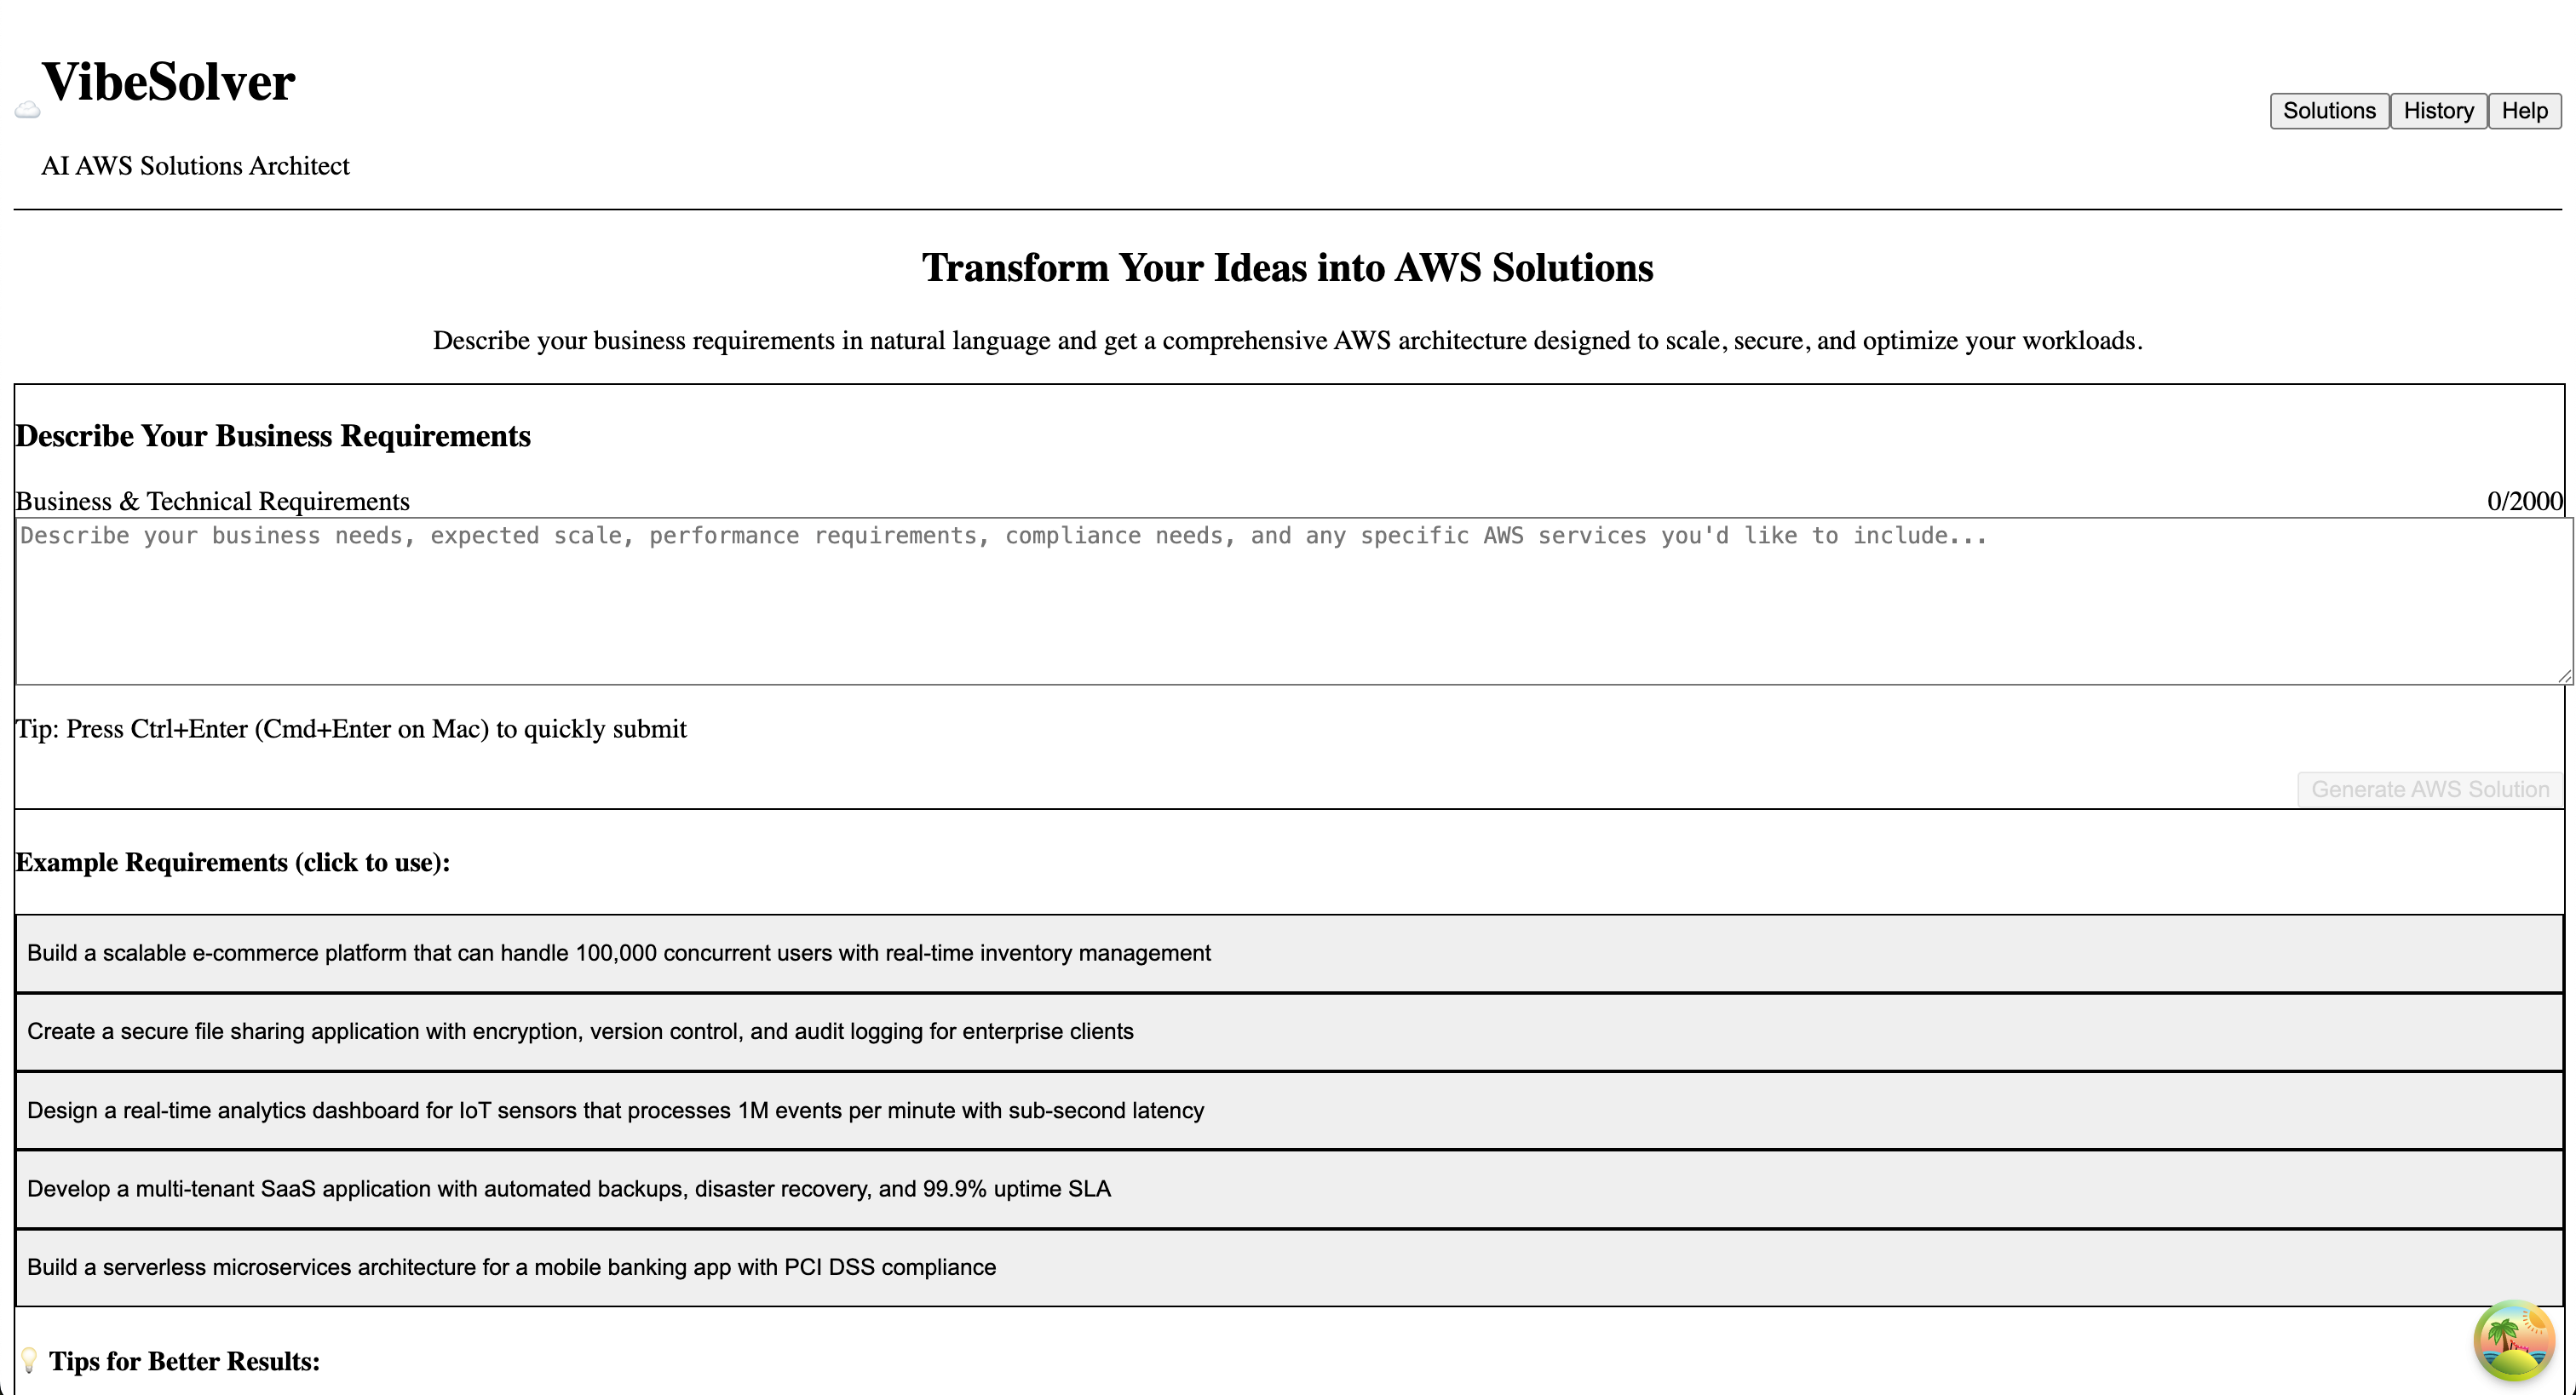 VibeSolver
AI AWS Solutions Architect
Solutions History Help
Transform Your Ideas into AWS Solutions
Describe your business requirements in natural language and get a comprehensive AWS architecture designed to scale, secure, and optimize your workloads.
Describe Your Business Requirements
Business & Technical Requirements 0/2000
Describe your business needs, expected scale, performance requirements, compliance needs, and any specific AWS services you'd like to include...
Tip: Press Ctrl+Enter (Cmd+Enter on Mac) to quickly submit
Generate AWS Solution
Example Requirements (click to use):
Build a scalable e-commerce platform that can handle 100,000 concurrent users with real-time inventory management
Create a secure file sharing application with encryption, version control, and audit logging for enterprise clients
Design a real-time analytics dashboard for IoT sensors that processes 1M events per minute with sub-second latency
Develop a multi-tenant SaaS application with automated backups, disaster recovery, and 99.9% uptime SLA
Build a serverless microservices architecture for a mobile banking app with PCI DSS compliance
💡 Tips for Better Results: